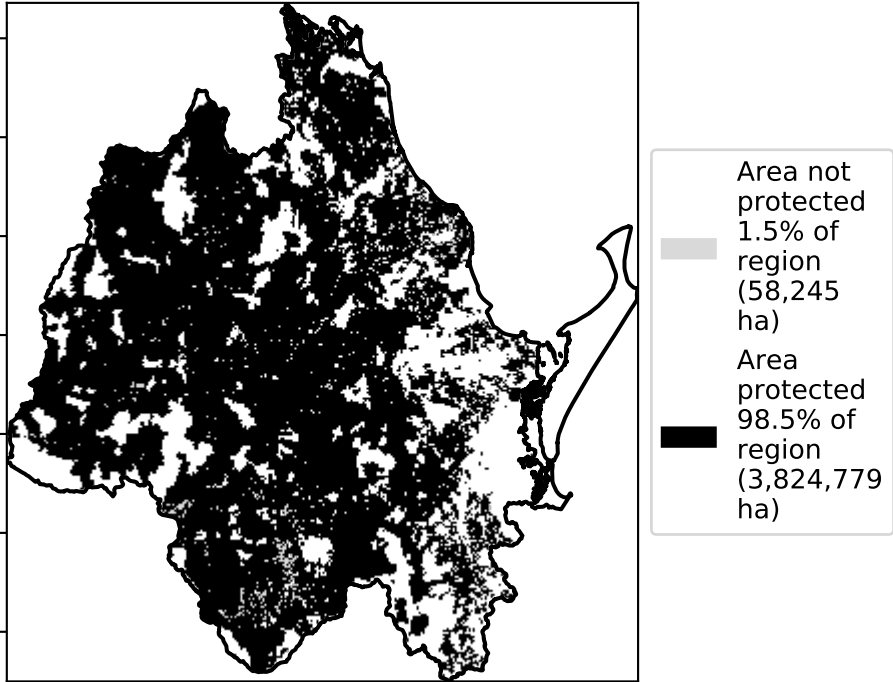 Area not
protected
1.5% of
region
(58,245
ha)
Area
protected
98.5% of
region
(3,824,779
ha)